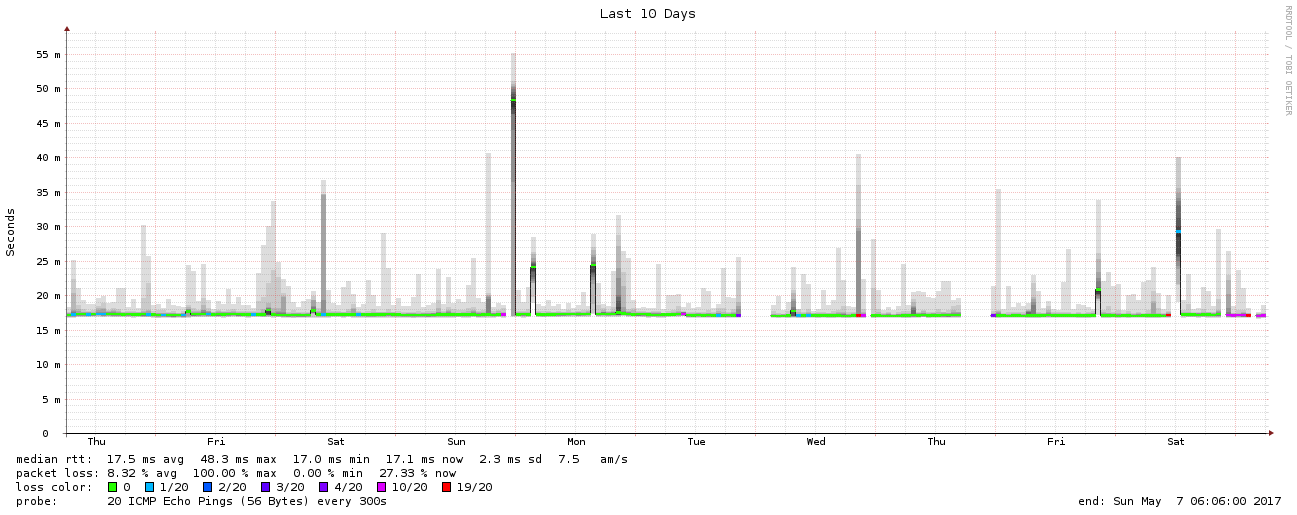 Last 10 Days
RRDTOOL / TOBI OETIKER
Seconds
55 m
50 m
45 m
40 m
35 m
30 m
25 m
20 m
15 m
10 m
5 m
0
Thu Fri Sat Sun Mon Tue Wed Thu Fri Sat
median rtt: 17.5 ms avg 48.3 ms max 17.0 ms min 17.1 ms now 2.3 ms sd 7.5 am/s
packet loss: 8.32 % avg 100.00 % max 0.00 % min 27.33 % now
loss color: 0 1/20 2/20 3/20 4/20 10/20 19/20
probe: 20 ICMP Echo Pings (56 Bytes) every 300s end: Sun May 7 06:06:00 2017